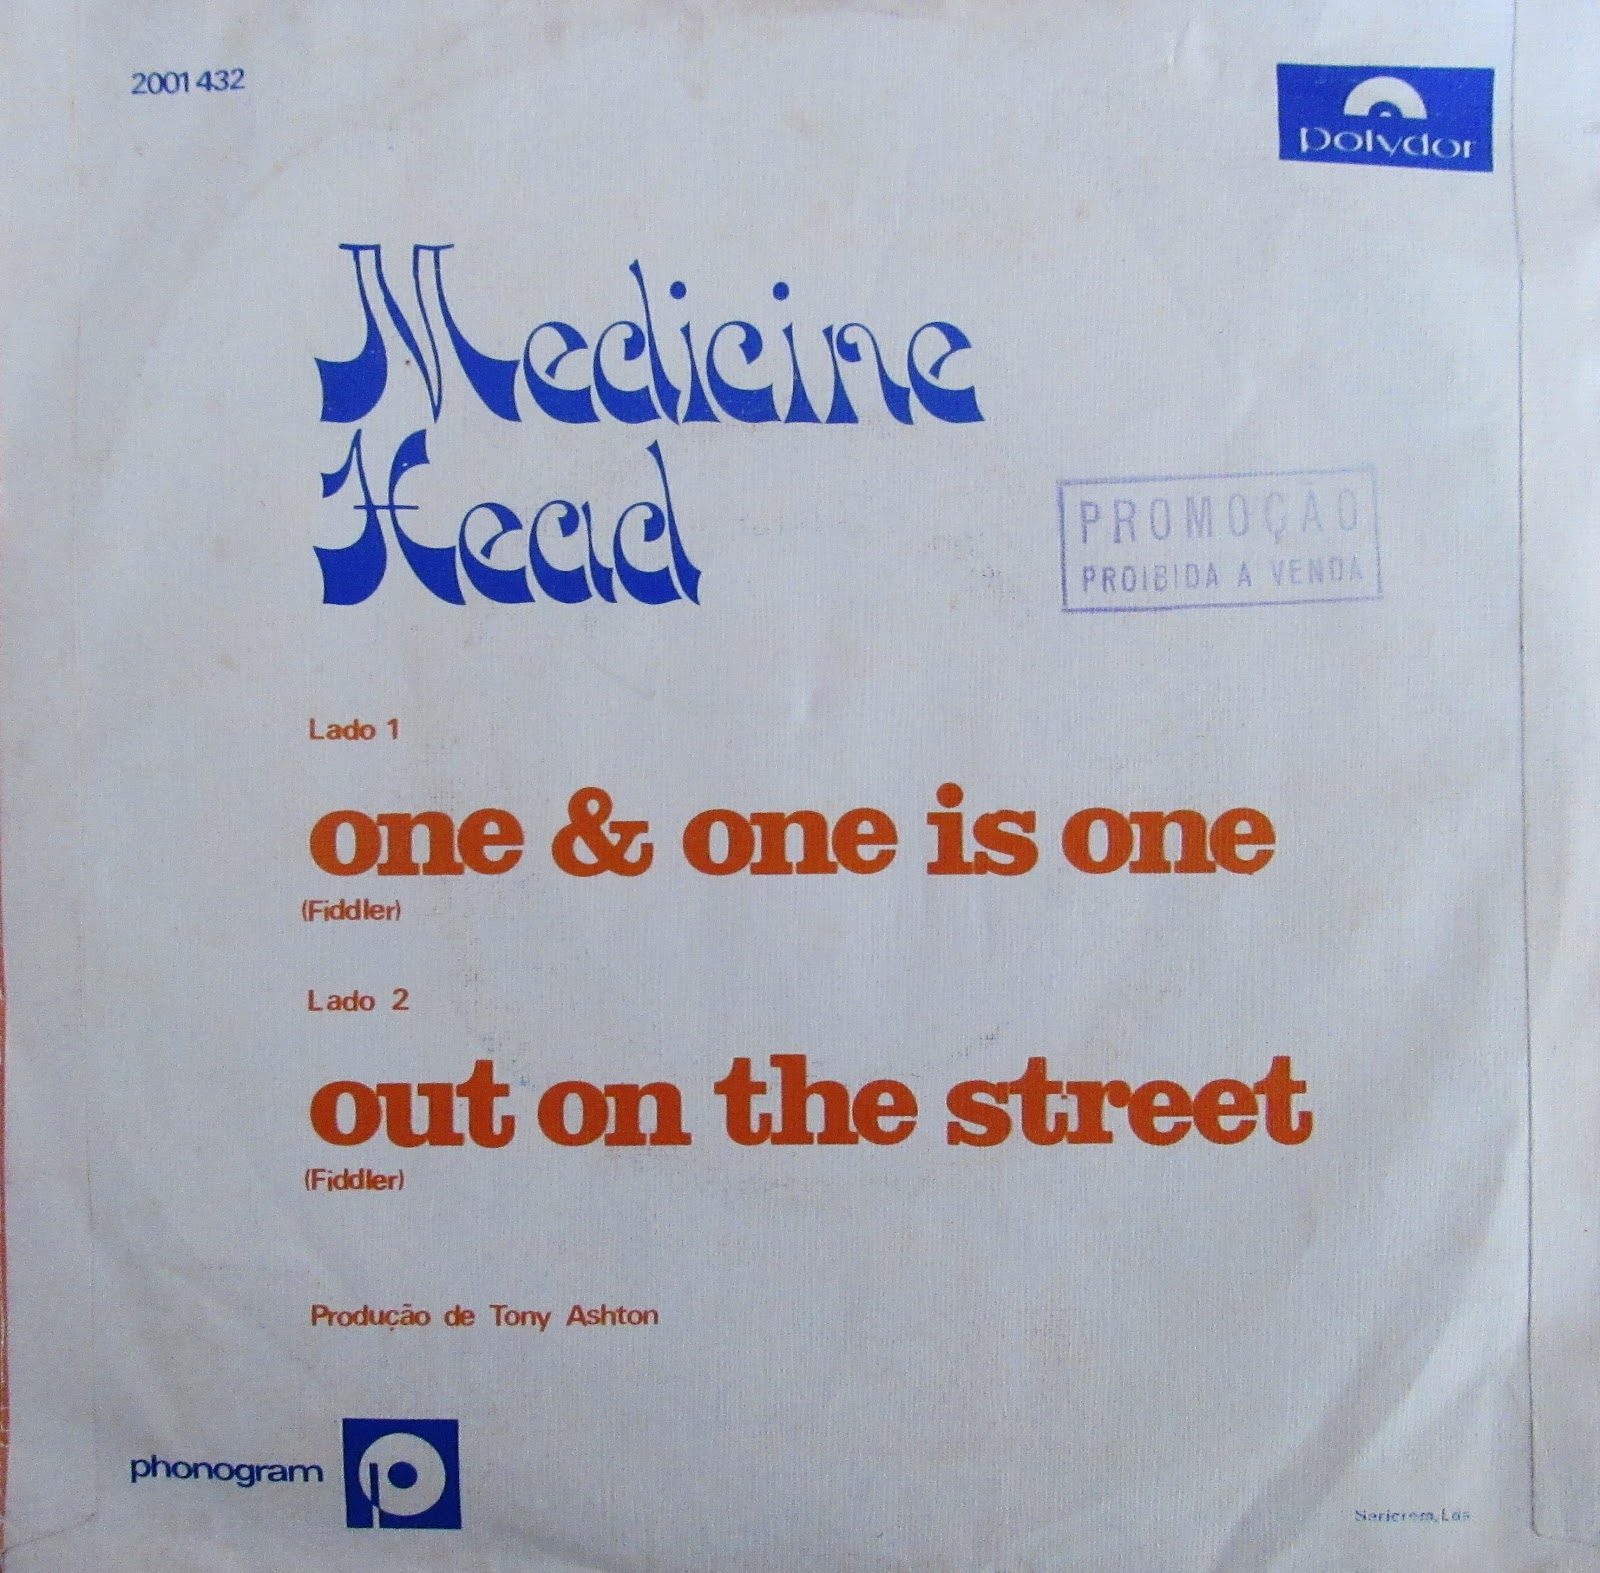 2001 432
polydor
Medicine
Head
PROMOÇÃO
PROIBIDA A VENDA
Lado 1
one & one is one
(Fiddler)
Lado 2
out on the street
(Fiddler)
Produção de Tony Ashton
phonogram